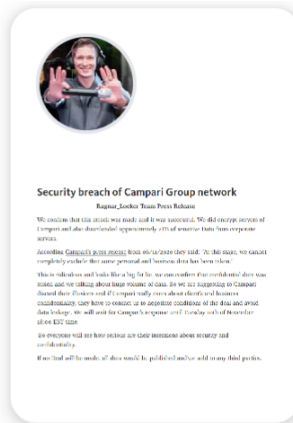 Security breach of Campari Group network
Ragnar_Locker Team Press Release
We confirm that this attack was made and it was successful. We did encrypt servers of
Campari and also downloaded approximately of sensitive Data from corporate
servers.
According Campari's press release from 06/11/2020 they said: "At this stage, we cannot
completely exclude that some personal and business data has been taken."
This is ridiculous and looks like a big fat lie, we can confirm that confidential data was
stolen and we talking about huge volume of data. So we are suggesting to Campari
and if Campari really cares about clients and business
confidentiality, they have to contact us to conditions of the deal and avoid
data leakage. We will wait for Campari's response until Tuesday 10th of November
EST time.
So everyone will see how serious are their intensions about security and
confidentiality.
If no Deal will be made, all data would be published and/or sold to any third parties.